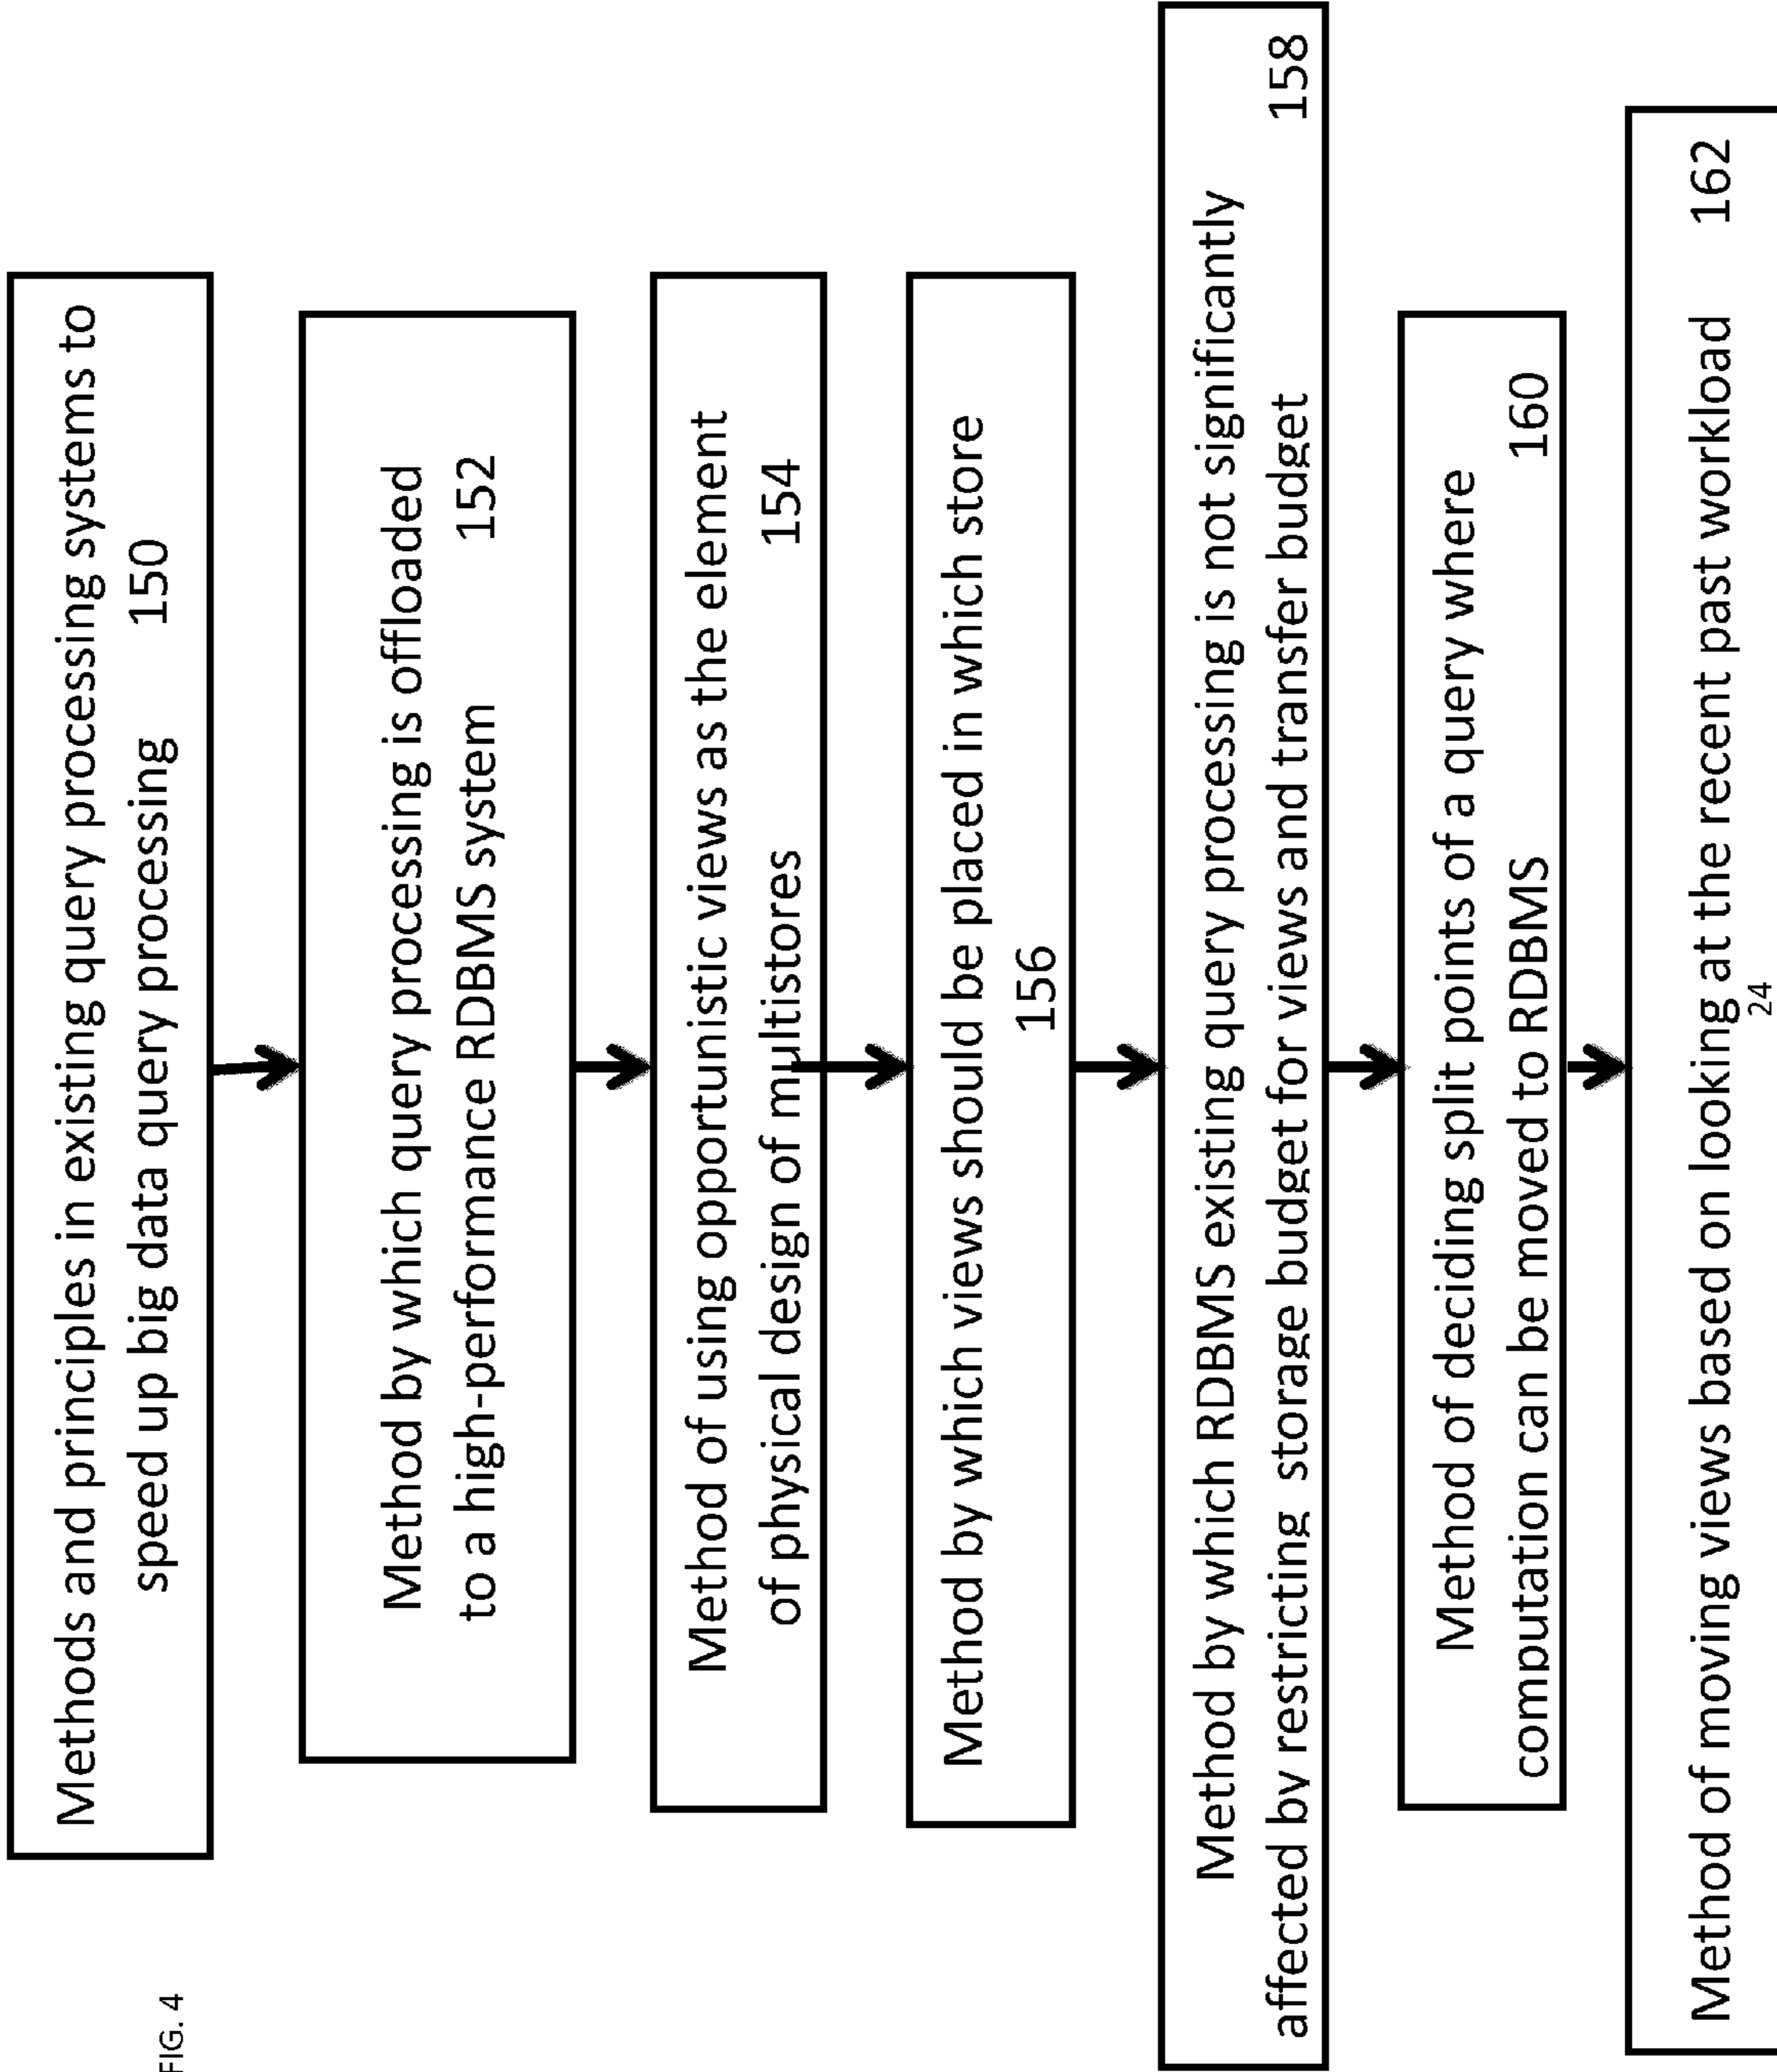 FIG. 4
Methods and principles in existing query processing systems to
speed up big data query processing 150
Method by which query processing is offloaded
to a high-performance RDBMS system 152
Method of using opportunistic views as the element
of physical design of multistores 154
Method by which views should be placed in which store
156
Method by which RDBMS existing query processing is not significantly
affected by restricting storage budget for views and transfer budget 158
Method of deciding split points of a query where
computation can be moved to RDBMS 160
Method of moving views based on looking at the recent past workload 162
24